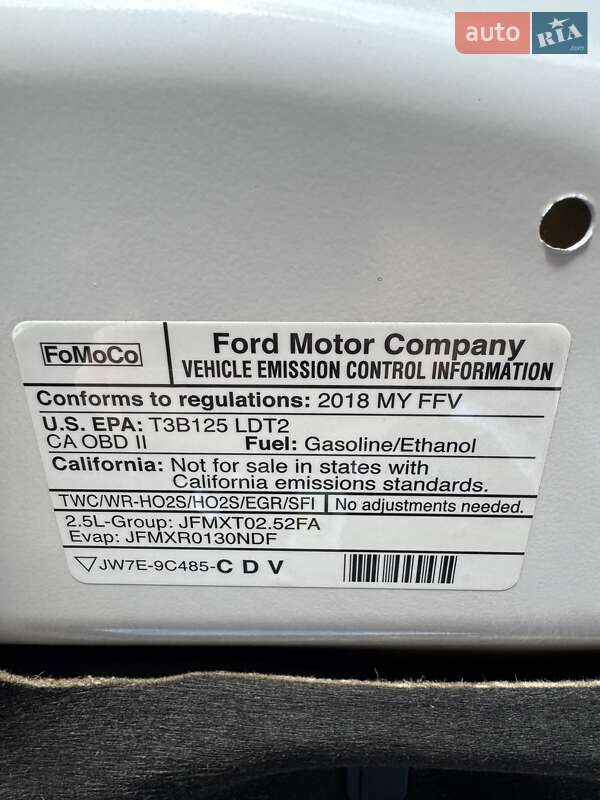 auto RIA.com
FoMoCo
Ford Motor Company
VEHICLE EMISSION CONTROL INFORMATION
Conforms to regulations: 2018 MY FFV
U.S. EPA: T3B125 LDT2
CA OBD II Fuel: Gasoline/Ethanol
California: Not for sale in states with
California emissions standards.
TWC/WR-HO2S/HO2S/EGR/SFI No adjustments needed.
2.5L-Group: JFMXT02.52FA
Evap: JFMXR0130NDF
▽JW7E-9C485-C D V